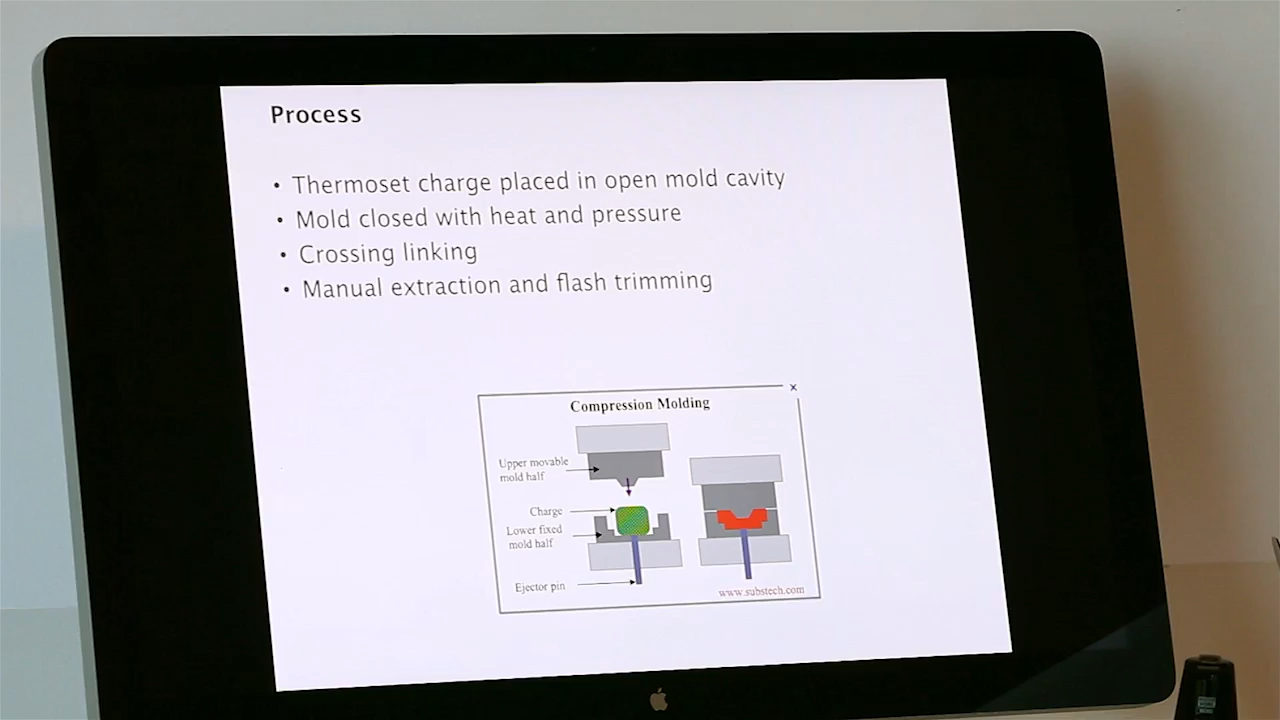 Process
• Thermoset charge placed in open mold cavity
• Mold closed with heat and pressure
• Crossing linking
• Manual extraction and flash trimming
x
Compression Molding
Upper movable
mold half
Charge
Lower fixed
mold half
Ejector pin
www.substech.com